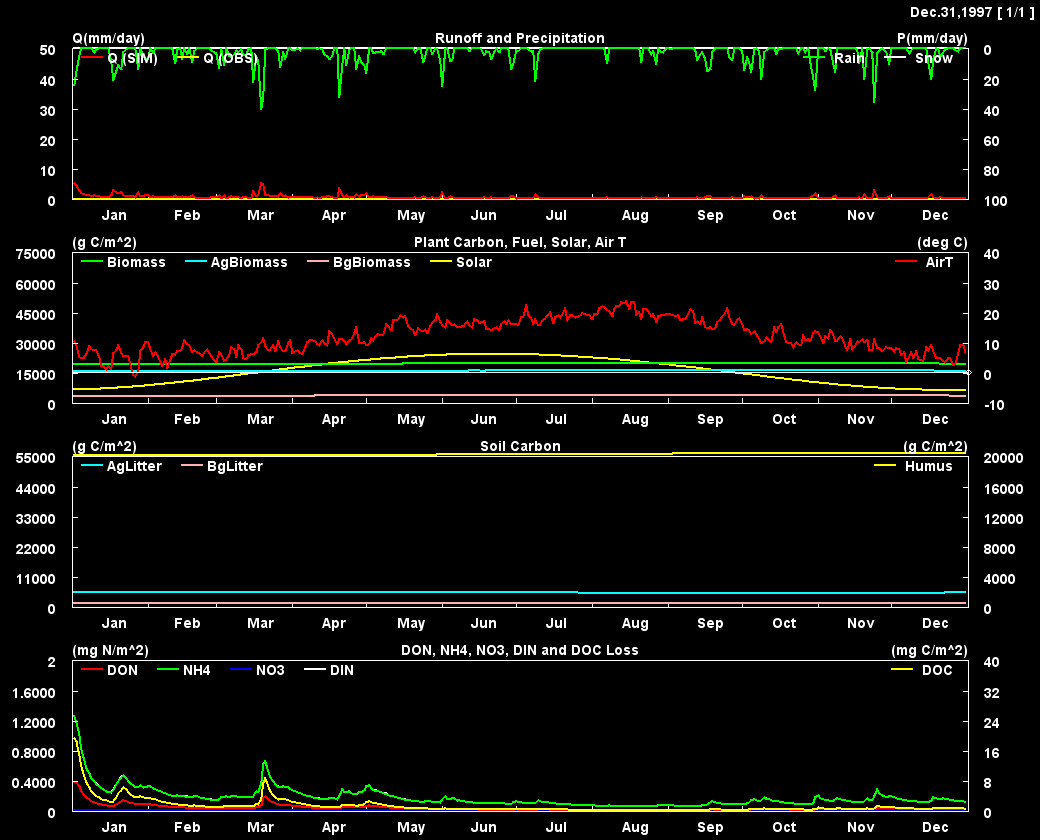 Dec.31,1997 [ 1/1 ]
Q(mm/day) Runoff and Precipitation P(mm/day)
50 0
Q (SIM) Q (OBS) Rain Snow
40 20
30 40
20 60
10 80
0 100
Jan Feb Mar Apr May Jun Jul Aug Sep Oct Nov Dec
(g C/m^2) Plant Carbon, Fuel, Solar, Air T (deg C)
75000 40
Biomass AgBiomass BgBiomass Solar AirT
60000 30
45000 20
30000 10
15000 0
0 -10
Jan Feb Mar Apr May Jun Jul Aug Sep Oct Nov Dec
(g C/m^2) Soil Carbon (g C/m^2)
55000 20000
AgLitter BgLitter Humus
44000 16000
33000 12000
22000 8000
11000 4000
0 0
Jan Feb Mar Apr May Jun Jul Aug Sep Oct Nov Dec
(mg N/m^2) DON, NH4, NO3, DIN and DOC Loss (mg C/m^2)
2 40
DON NH4 NO3 DIN DOC
1.6000 32
1.2000 24
0.8000 16
0.4000 8
0 0
Jan Feb Mar Apr May Jun Jul Aug Sep Oct Nov Dec